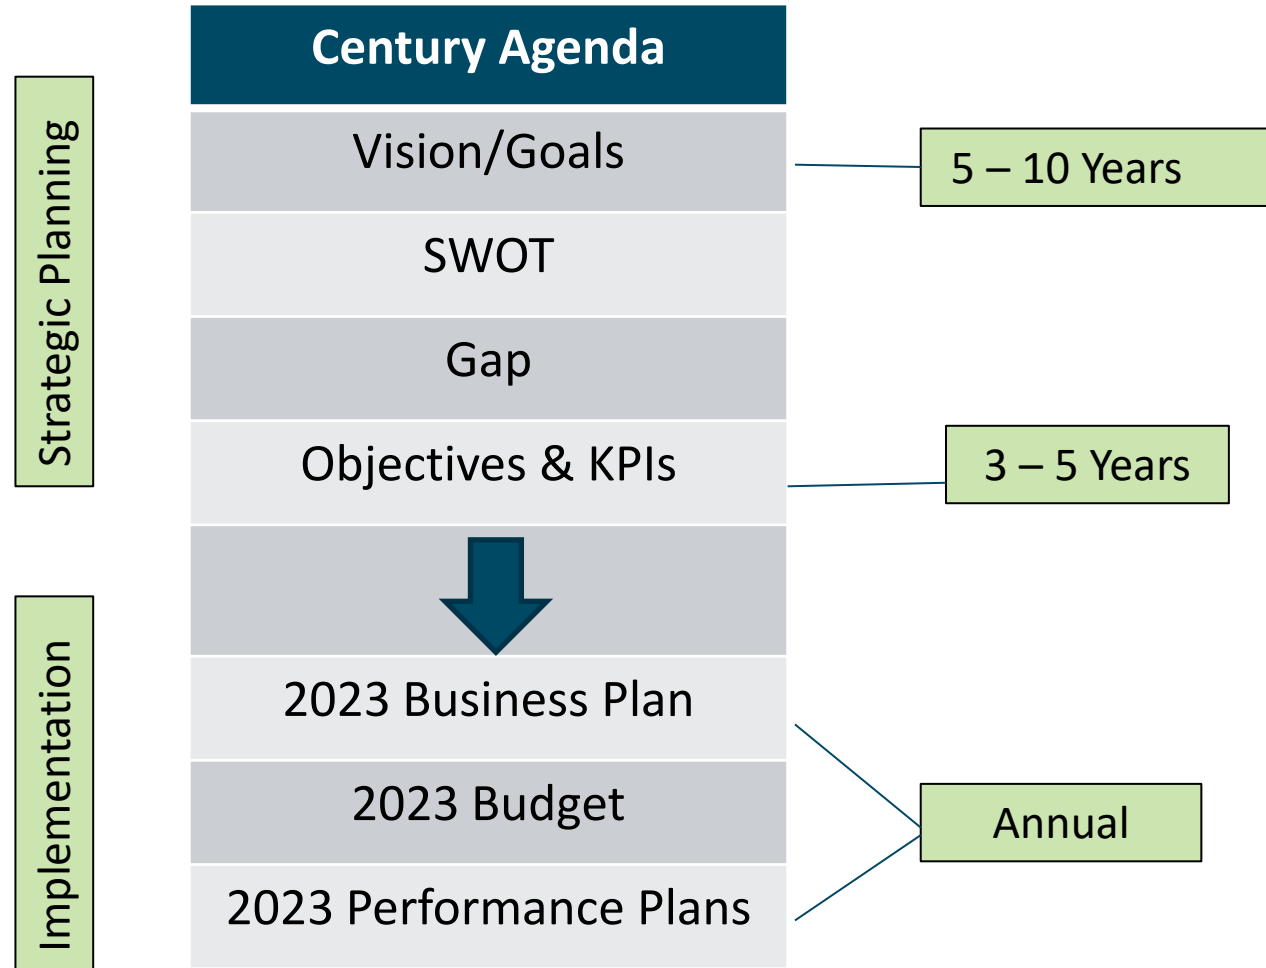 Century Agenda
Strategic Planning
Vision/Goals
5 – 10 Years
SWOT
Gap
Objectives & KPIs
3 – 5 Years
Implementation
2023 Business Plan
2023 Budget
Annual
2023 Performance Plans